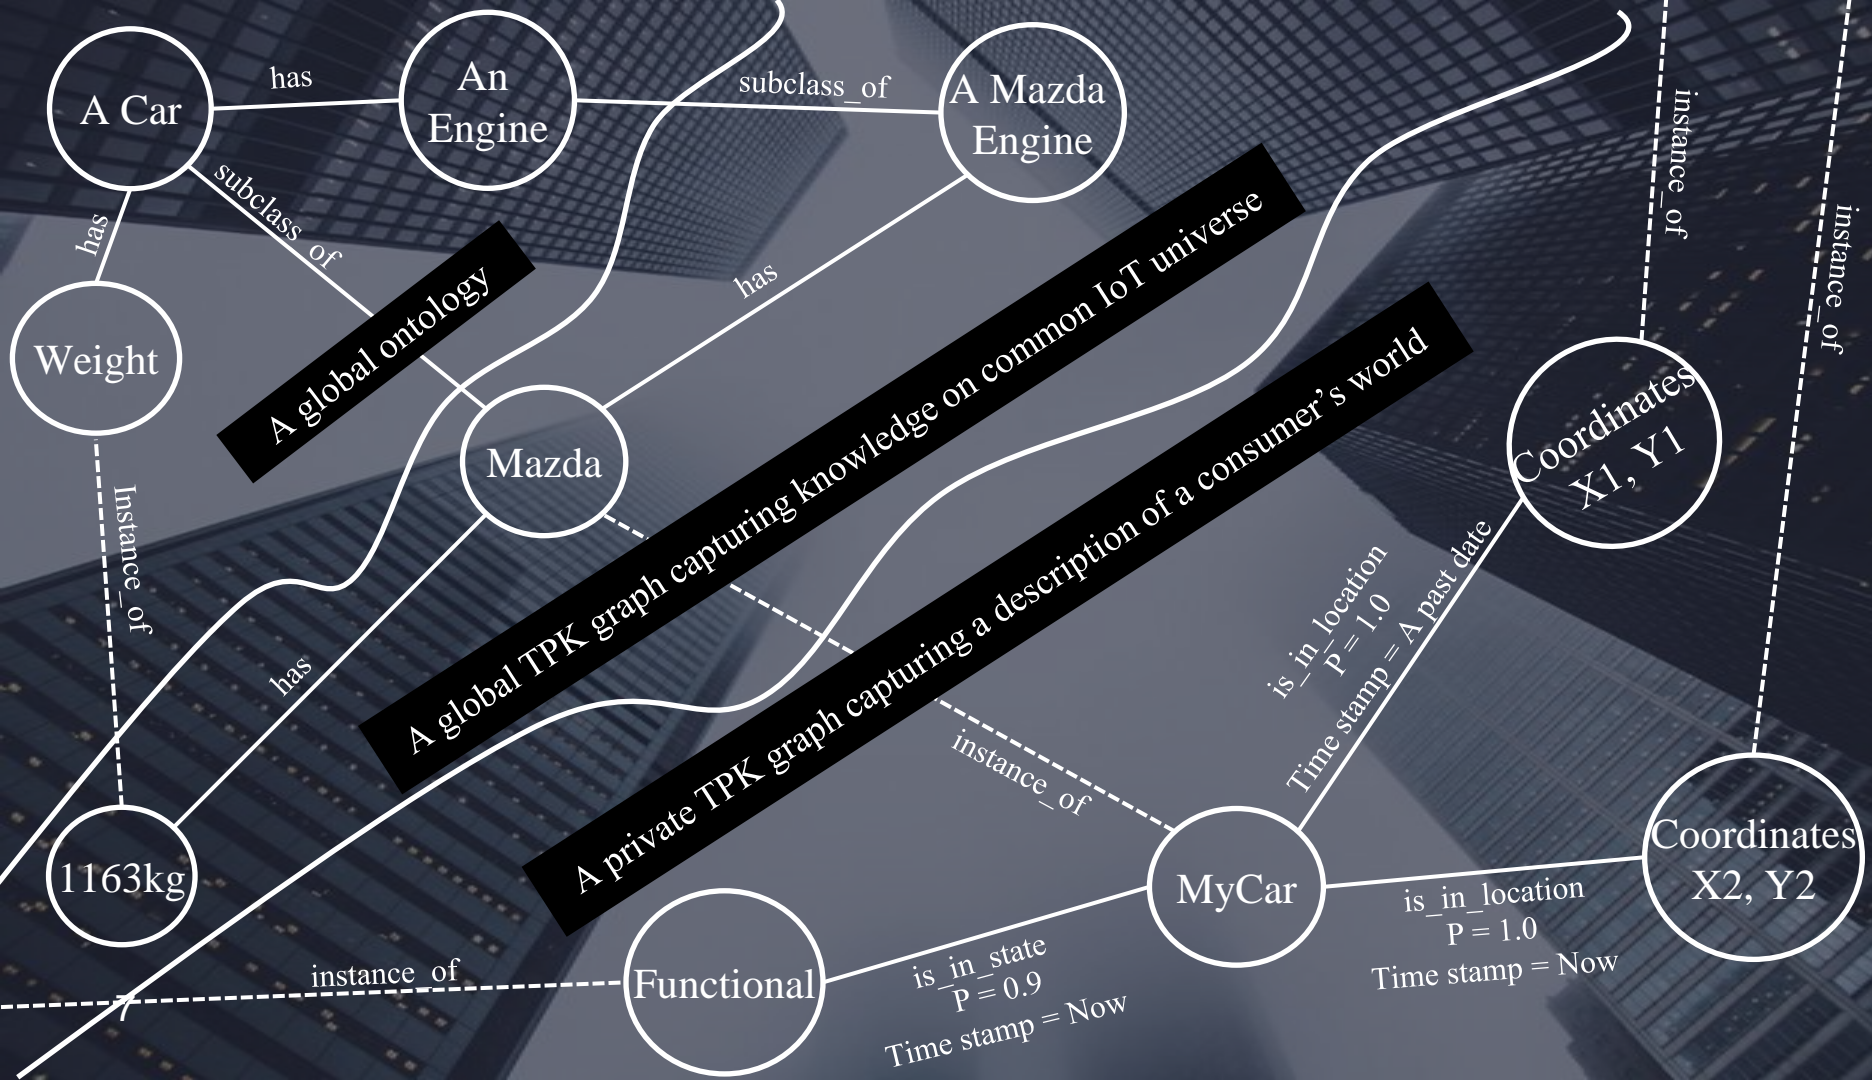 A Car
has
An
Engine
subclass_of
A Mazda
Engine
instance_of
instance_of
has
subclass_of
A global ontology
has
Weight
Mazda
A global TPK graph capturing knowledge on common IoT universe
A private TPK graph capturing a description of a consumer’s world
Coordinates
X1, Y1
Instance_of
has
is_in_location
P = 1.0
Time stamp = A past date
instance_of
1163kg
MyCar
Coordinates
X2, Y2
is_in_location
P = 1.0
Time stamp = Now
instance_of
7
Functional
is_in_state
P = 0.9
Time stamp = Now